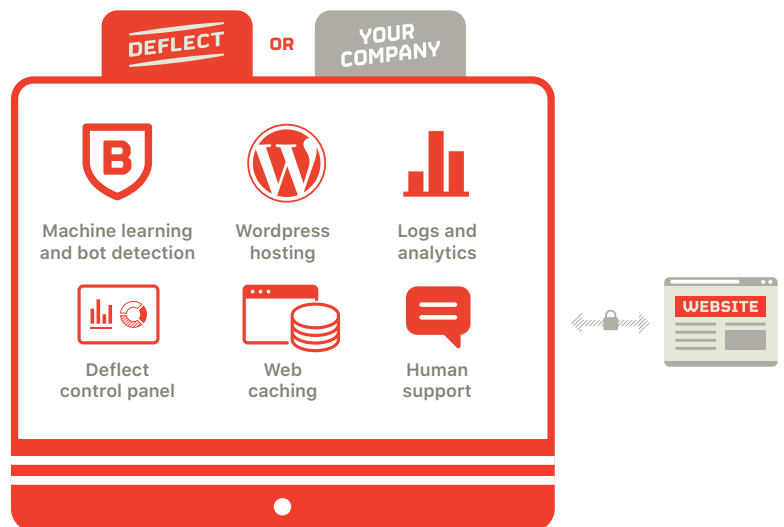 DEFLECT
OR
YOUR
COMPANY
B
Machine learning
and bot detection
Wordpress
hosting
Logs and
analytics
Deflect
control panel
Web
caching
Human
support
WEBSITE